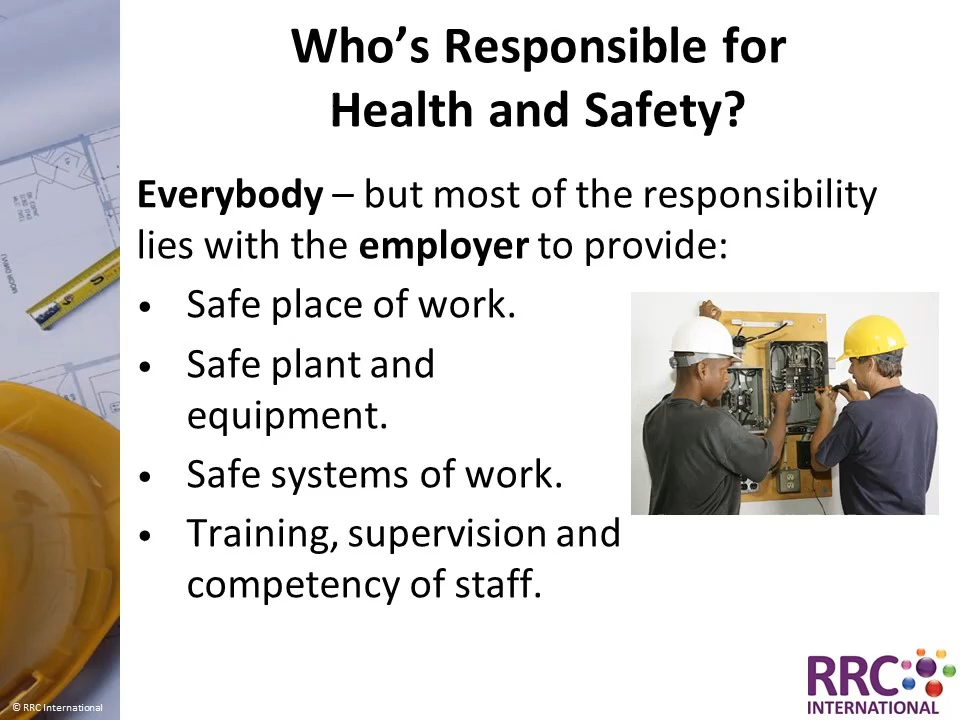 Who’s Responsible for
Health and Safety?
Everybody – but most of the responsibility
lies with the employer to provide:
• Safe place of work.
• Safe plant and
equipment.
• Safe systems of work.
• Training, supervision and
competency of staff.
RRC
INTERNATIONAL
© RRC International